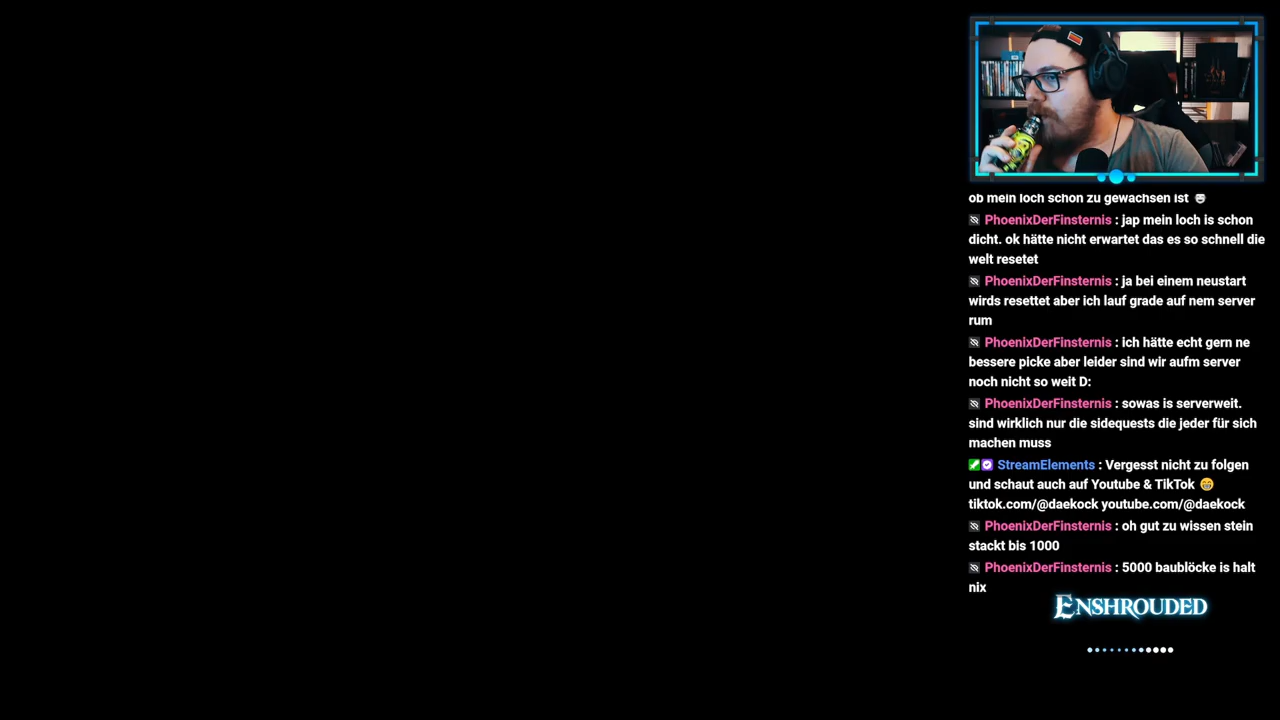 ob mein loch schon zu gewachsen ist
PhoenixDerFinsternis : jap mein loch is schon
dicht. ok hätte nicht erwartet das es so schnell die
welt resetet
PhoenixDerFinsternis : ja bei einem neustart
wirds resettet aber ich lauf grade auf nem server
rum
PhoenixDerFinsternis : ich hätte echt gern ne
bessere picke aber leider sind wir aufm server
noch nicht so weit D:
PhoenixDerFinsternis : sowas is serverweit.
sind wirklich nur die sidequests die jeder für sich
machen muss
StreamElements : Vergesst nicht zu folgen
und schaut auch auf Youtube & TikTok 😂
tiktok.com/@daekock youtube.com/@daekock
PhoenixDerFinsternis : oh gut zu wissen stein
stackt bis 1000
PhoenixDerFinsternis : 5000 baublöcke is halt
nix
ENSHROUDED